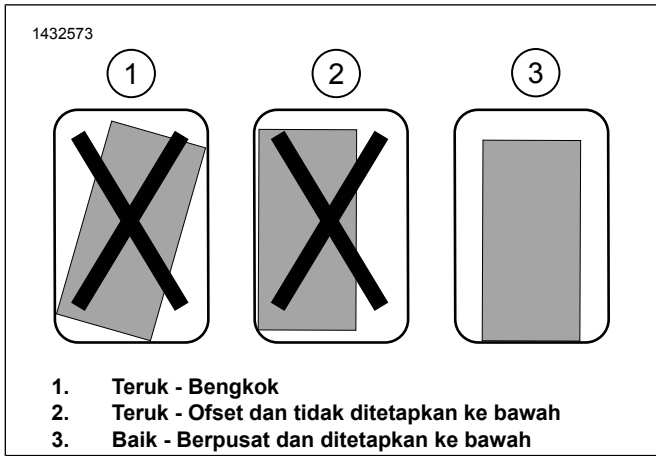 1432573
1 2 3
1. Teruk - Bengkok
2. Teruk - Ofset dan tidak ditetapkan ke bawah
3. Baik - Berpusat dan ditetapkan ke bawah